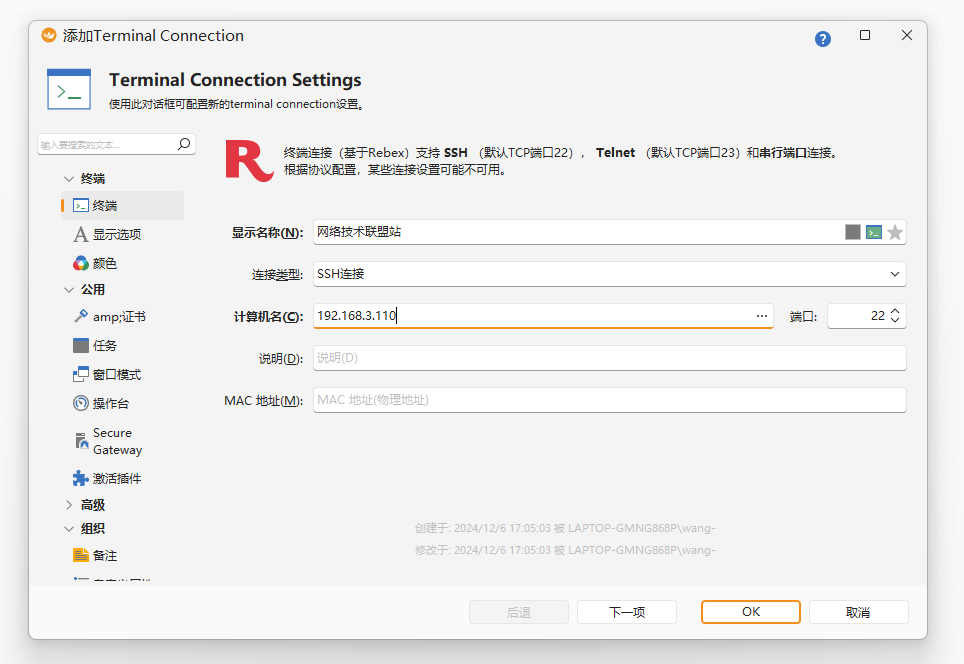 添加Terminal Connection
Terminal Connection Settings
使用此对话框可配置新的terminal connection设置。
输入要搜索的文本...
终端
终端
显示选项
颜色
公用
amp;证书
任务
窗口模式
操作台
Secure
Gateway
激活插件
高级
组织
备注
终端连接（基于Rebex）支持 SSH （默认TCP端口22）， Telnet （默认TCP端口23）和串行端口连接。
根据协议配置，某些连接设置可能不可用。
显示名称(N): 网络技术联盟站
连接类型: SSH连接
计算机名(C): 192.168.3.110 ... 端口: 22
说明(D): 说明(D)
MAC 地址(M): MAC 地址(物理地址)
创建于: 2024/12/6 17:05:03 被 LAPTOP-GMNG868P\wang-
修改于: 2024/12/6 17:05:03 被 LAPTOP-GMNG868P\wang-
后退 下一项 OK 取消